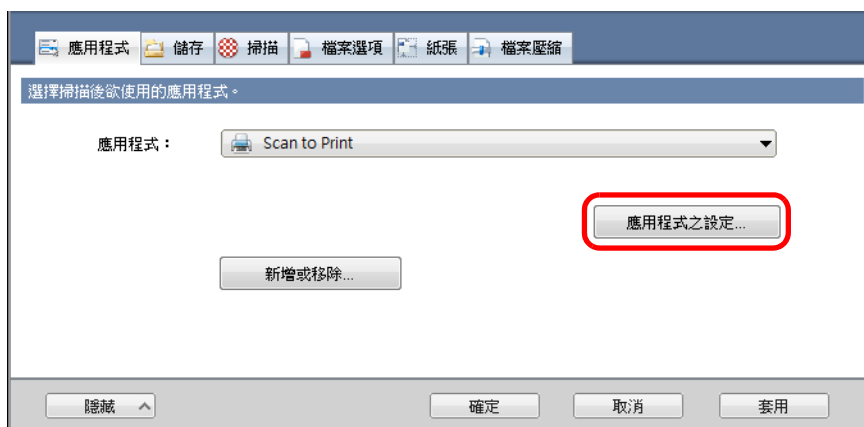 應用程式 儲存 掃描 檔案選項 紙張 檔案壓縮
選擇掃描後欲使用的應用程式。
應用程式： Scan to Print
應用程式之設定...
新增或移除...
隱藏 確定 取消 套用